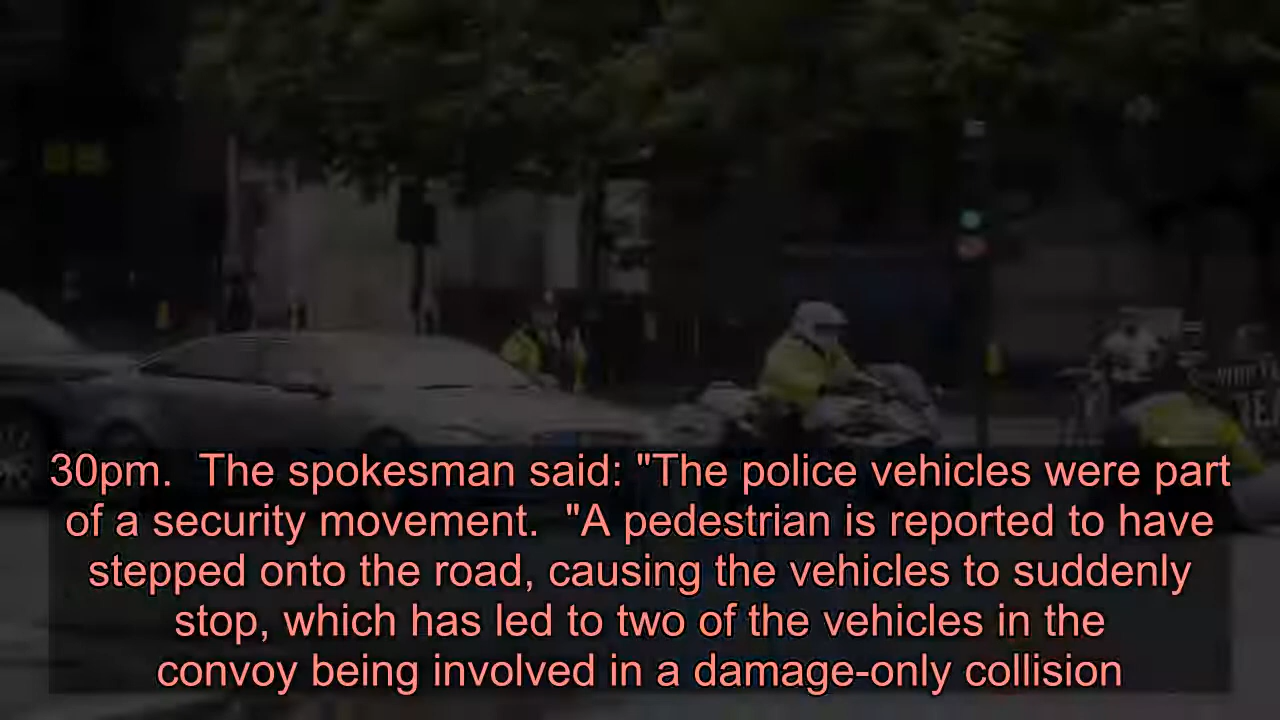 30pm.  The spokesman said: "The police vehicles were part
of a security movement.  "A pedestrian is reported to have
stepped onto the road, causing the vehicles to suddenly
stop, which has led to two of the vehicles in the
convoy being involved in a damage-only collision